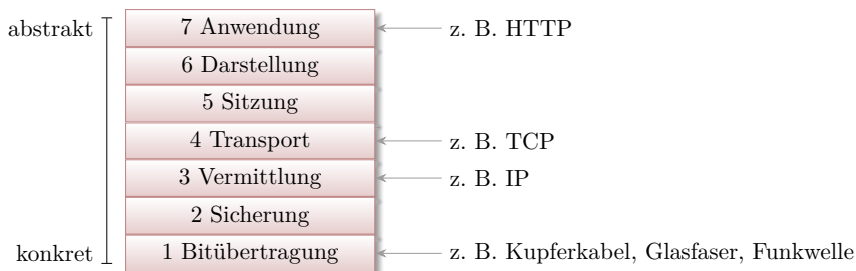 abstrakt 7 Anwendung z. B. HTTP
6 Darstellung
5 Sitzung
4 Transport z. B. TCP
3 Vermittlung z. B. IP
2 Sicherung
konkret 1 Bitübertragung z. B. Kupferkabel, Glasfaser, Funkwelle